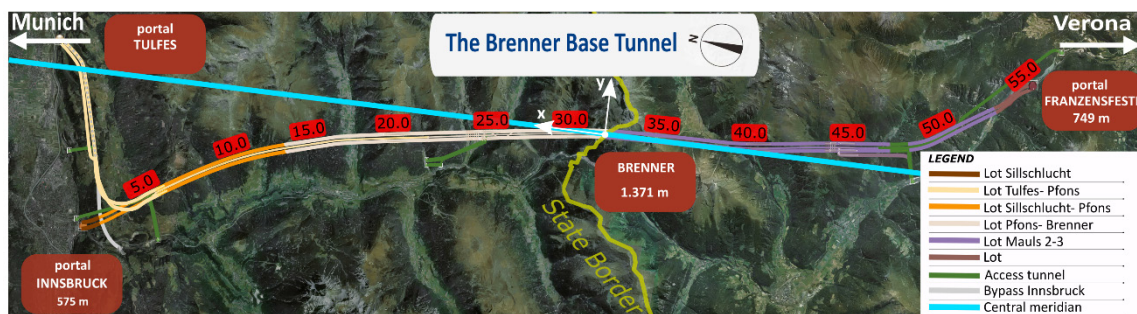 Munich
portal
TULFES
The Brenner Base Tunnel
N
Verona
y
x
5.0
10.0
15.0
20.0
25.0
30.0
35.0
40.0
45.0
50.0
55.0
portal
FRANZENSFESTE
749 m
BRENNER
1.371 m
State Border
portal
INNSBRUCK
575 m
LEGEND
Lot Sillschlucht
Lot Tulfes- Pfons
Lot Sillschlucht- Pfons
Lot Pfons- Brenner
Lot Mauls 2-3
Lot
Access tunnel
Bypass Innsbruck
Central meridian